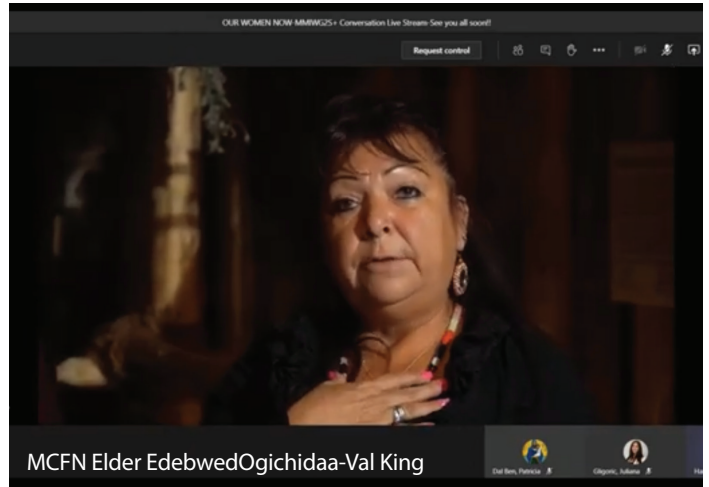 OUR WOMEN NOW-MMIWG2S+ Conversation Live Stream-See you all soon!!
Request control
MCFN Elder EdebwedOgichidaa-Val King
Dal Ben, Patricia
Gligoric, Juliana
Ha